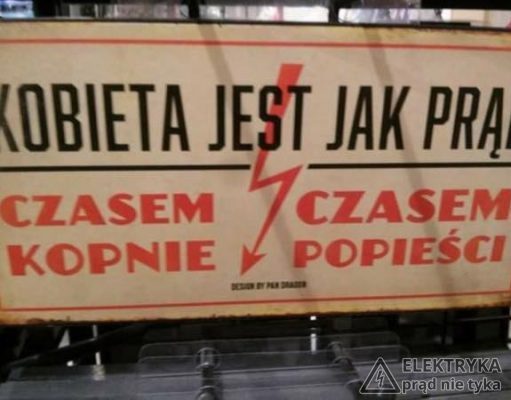 KOBIETA JEST JAK PRĄD
CZASEM CZASEM
KOPNIE POPIEŚCI
DESIGN BY PAN DRAGON
ELEKTRYKA
prąd nie tyka